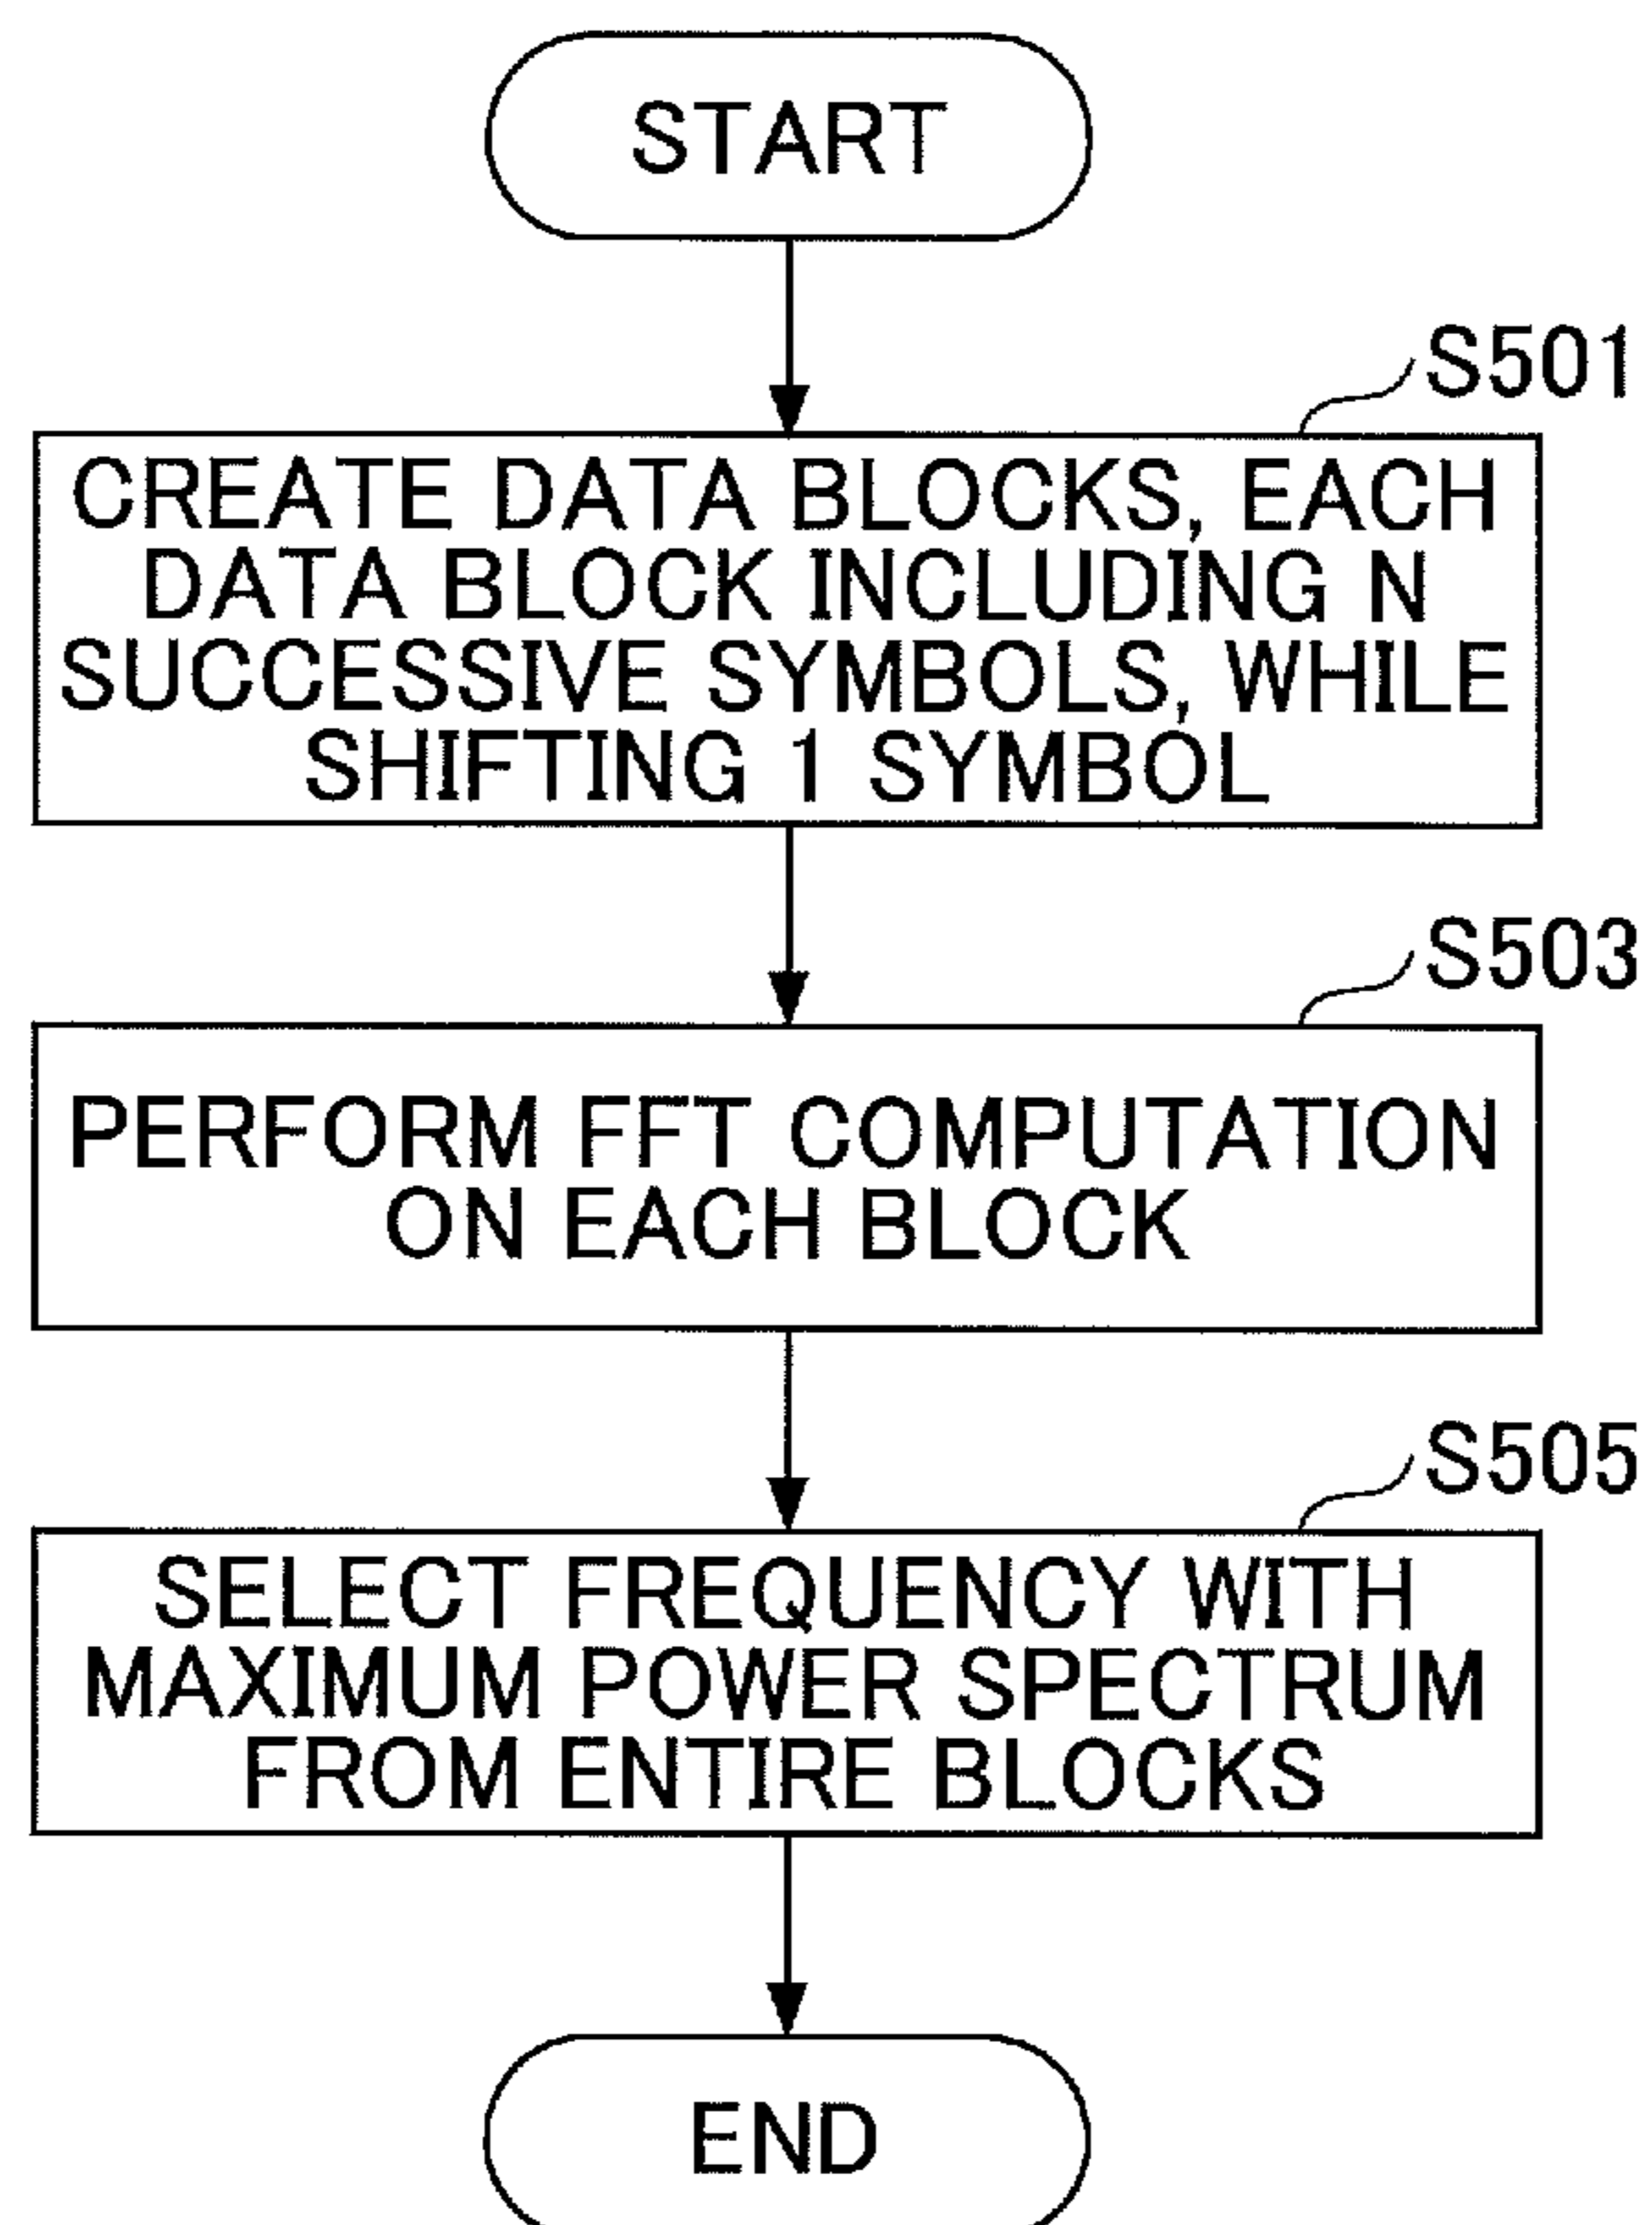 START
S501
CREATE DATA BLOCKS, EACH
DATA BLOCK INCLUDING N
SUCCESSIVE SYMBOLS, WHILE
SHIFTING 1 SYMBOL
S503
PERFORM FFT COMPUTATION
ON EACH BLOCK
S505
SELECT FREQUENCY WITH
MAXIMUM POWER SPECTRUM
FROM ENTIRE BLOCKS
END